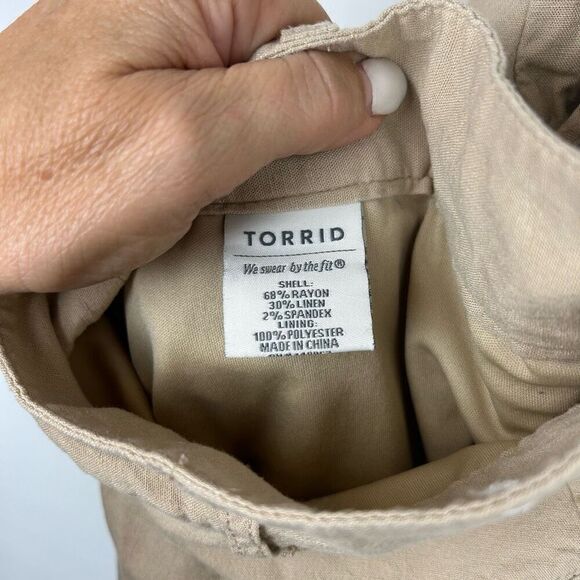 TORRID
We swear by the fit®
SHELL:
68% RAYON
30% LINEN
2% SPANDEX
LINING:
100% POLYESTER
MADE IN CHINA